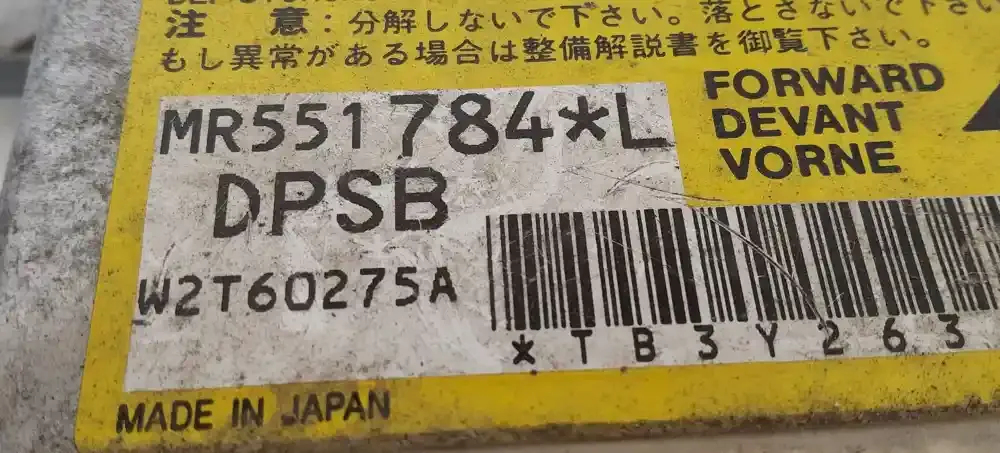 注　意：分解しないで下さい。落とさないで下さい
もし異常がある場合は整備解説書を御覧下さい。
MR551784*L
DPSB
W2T60275A
FORWARD
DEVANT
VORNE
*TB3Y263
MADE IN JAPAN